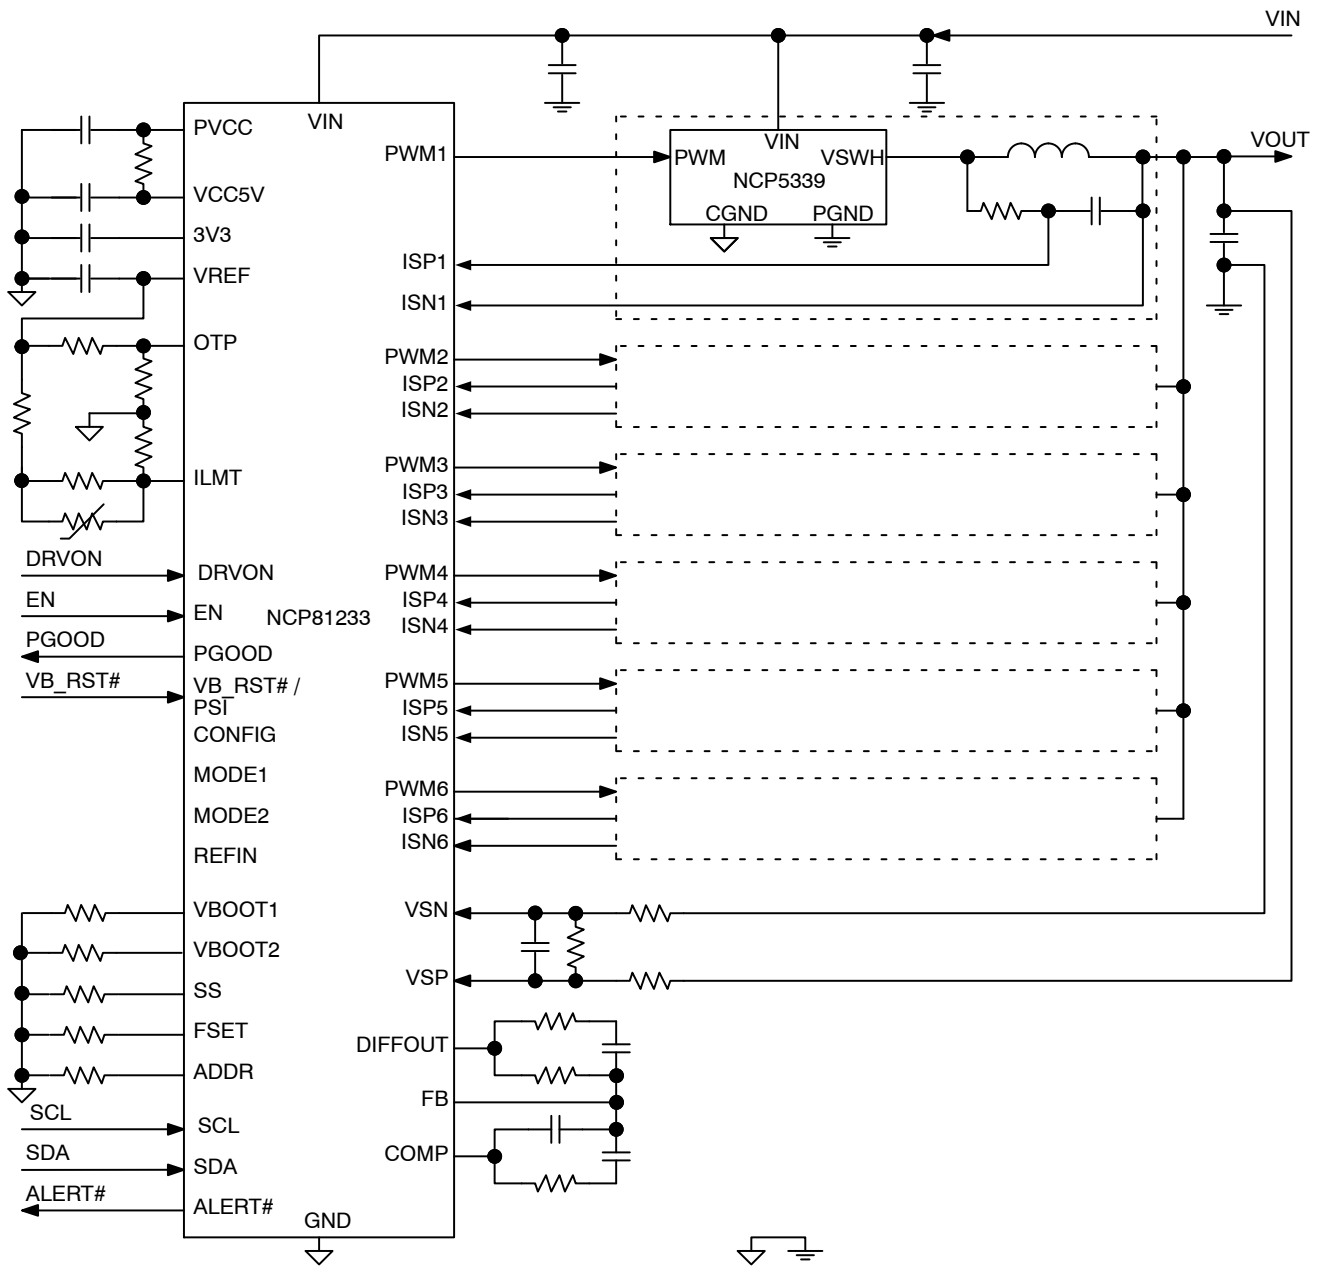 VIN
VIN
PVCC
PWM1
PWM
VIN
VSWH
NCP5339
CGND
PGND
VOUT
VCC5V
3V3
VREF
ISP1
ISN1
OTP
PWM2
ISP2
ISN2
ILMT
PWM3
ISP3
ISN3
DRVON
DRVON
PWM4
ISP4
ISN4
EN
EN
NCP81233
PGOOD
PGOOD
VB_RST#
VB_RST# /
PSI
PWM5
ISP5
ISN5
CONFIG
MODE1
MODE2
REFIN
PWM6
ISP6
ISN6
VBOOT1
VSN
VBOOT2
VSP
SS
FSET
DIFFOUT
ADDR
FB
SCL
SCL
COMP
SDA
SDA
ALERT#
ALERT#
GND